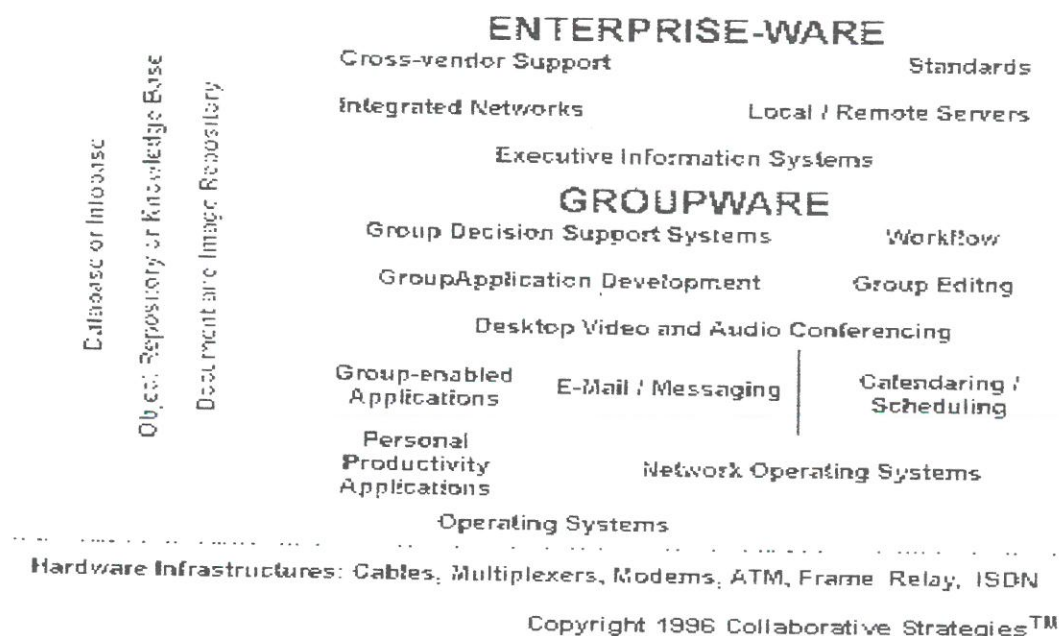 ENTERPRISE-WARE
Cross-vendor Support
Standards
Integrated Networks
Local / Remote Servers
Executive Information Systems
GROUPWARE
Group Decision Support Systems
Workflow
GroupApplication Development
Group Editng
Desktop Video and Audio Conferencing
Group-enabled
Applications
E-Mail / Messaging
Calendaring /
Scheduling
Personal
Productivity
Applications
Network Operating Systems
Operating Systems
Database or Infobase
Object Repository or Knowledge Base
Document and Image Repository
Hardware Infrastructures: Cables, Multiplexers, Modems, ATM, Frame Relay, ISDN
Copyright 1996 Collaborative Strategies™